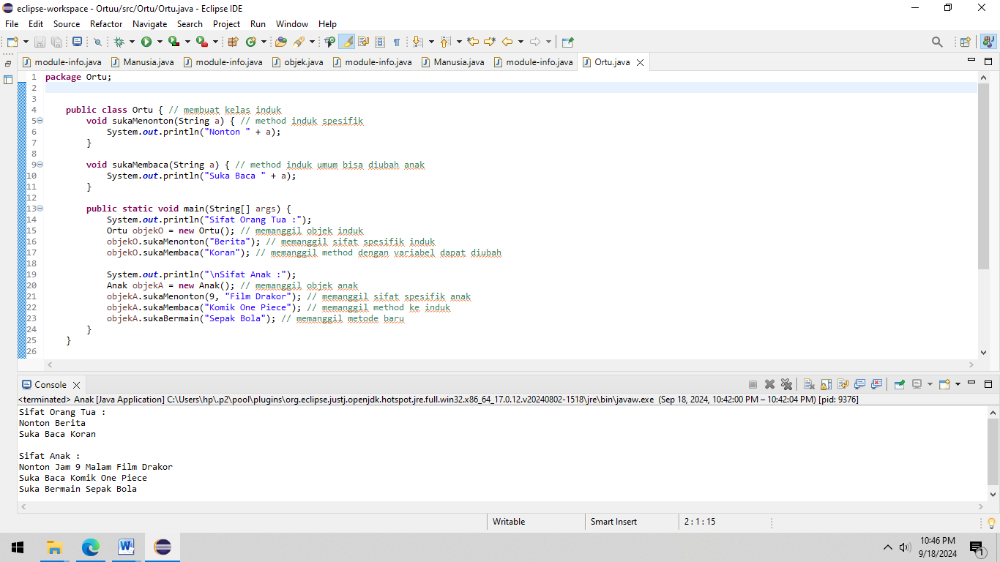 eclipse-workspace - Ortuu/src/Ortu/Ortu.java - Eclipse IDE
File Edit Source Refactor Navigate Search Project Run Window Help
module-info.java Manusia.java module-info.java objek.java module-info.java Manusia.java module-info.java Ortu.java
1 package Ortu;
2
3
4 public class Ortu { // membuat kelas induk
5 void sukaMenonton(String a) { // method induk spesifik
6 System.out.println("Nonton " + a);
7 }
8
9 void sukaMembaca(String a) { // method induk umum bisa diubah anak
10 System.out.println("Suka Baca " + a);
11 }
12
13 public static void main(String[] args) {
14 System.out.println("Sifat Orang Tua :");
15 Ortu objekO = new Ortu(); // memanggil objek induk
16 objekO.sukaMenonton("Berita"); // memanggil sifat spesifik induk
17 objekO.sukaMembaca("Koran"); // memanggil method dengan variabel dapat diubah
18
19 System.out.println("\nSifat Anak :");
20 Anak objekA = new Anak(); // memanggil objek anak
21 objekA.sukaMenonton(9, "Film Drakor"); // memanggil sifat spesifik anak
22 objekA.sukaMembaca("Komik One Piece"); // memanggil method ke induk
23 objekA.sukaBermain("Sepak Bola"); // memanggil metode baru
24 }
25 }
26
Console
<terminated> Anak [Java Application] C:\Users\hp\.p2\pool\plugins\org.eclipse.justj.openjdk.hotspot.jre.full.win32.x86_64_17.0.12.v20240802-1518\jre\bin\javaw.exe (Sep 18, 2024, 10:42:00 PM – 10:42:04 PM) [pid: 9376]
Sifat Orang Tua :
Nonton Berita
Suka Baca Koran
Sifat Anak :
Nonton Jam 9 Malam Film Drakor
Suka Baca Komik One Piece
Suka Bermain Sepak Bola
Writable Smart Insert 2 : 1 : 15
10:46 PM
9/18/2024
1